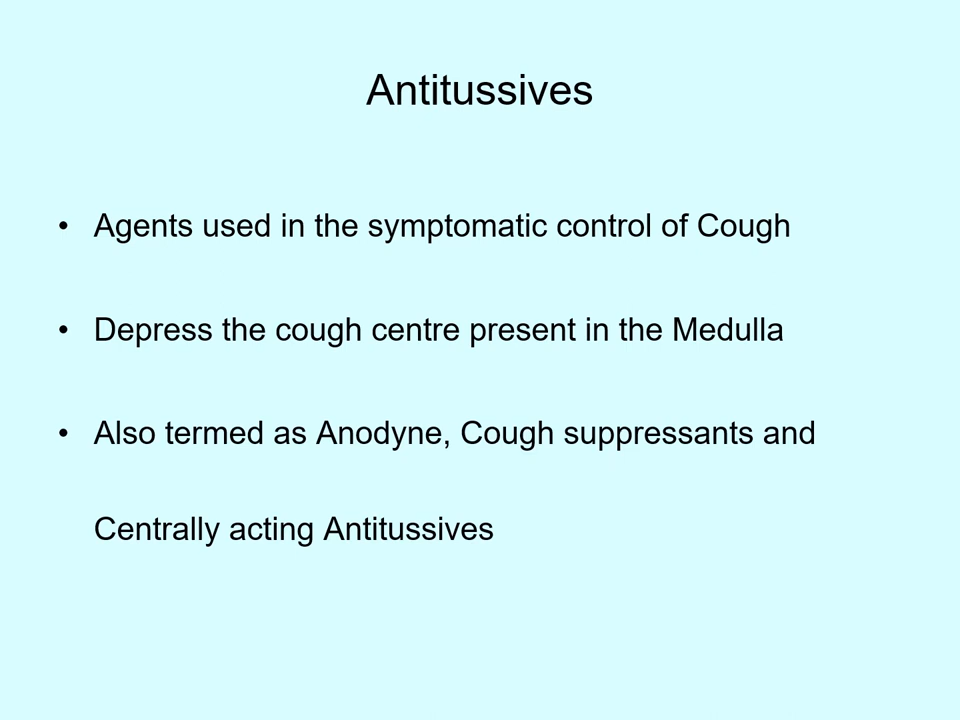 Antitussives
• Agents used in the symptomatic control of Cough
• Depress the cough centre present in the Medulla
• Also termed as Anodyne, Cough suppressants and
Centrally acting Antitussives